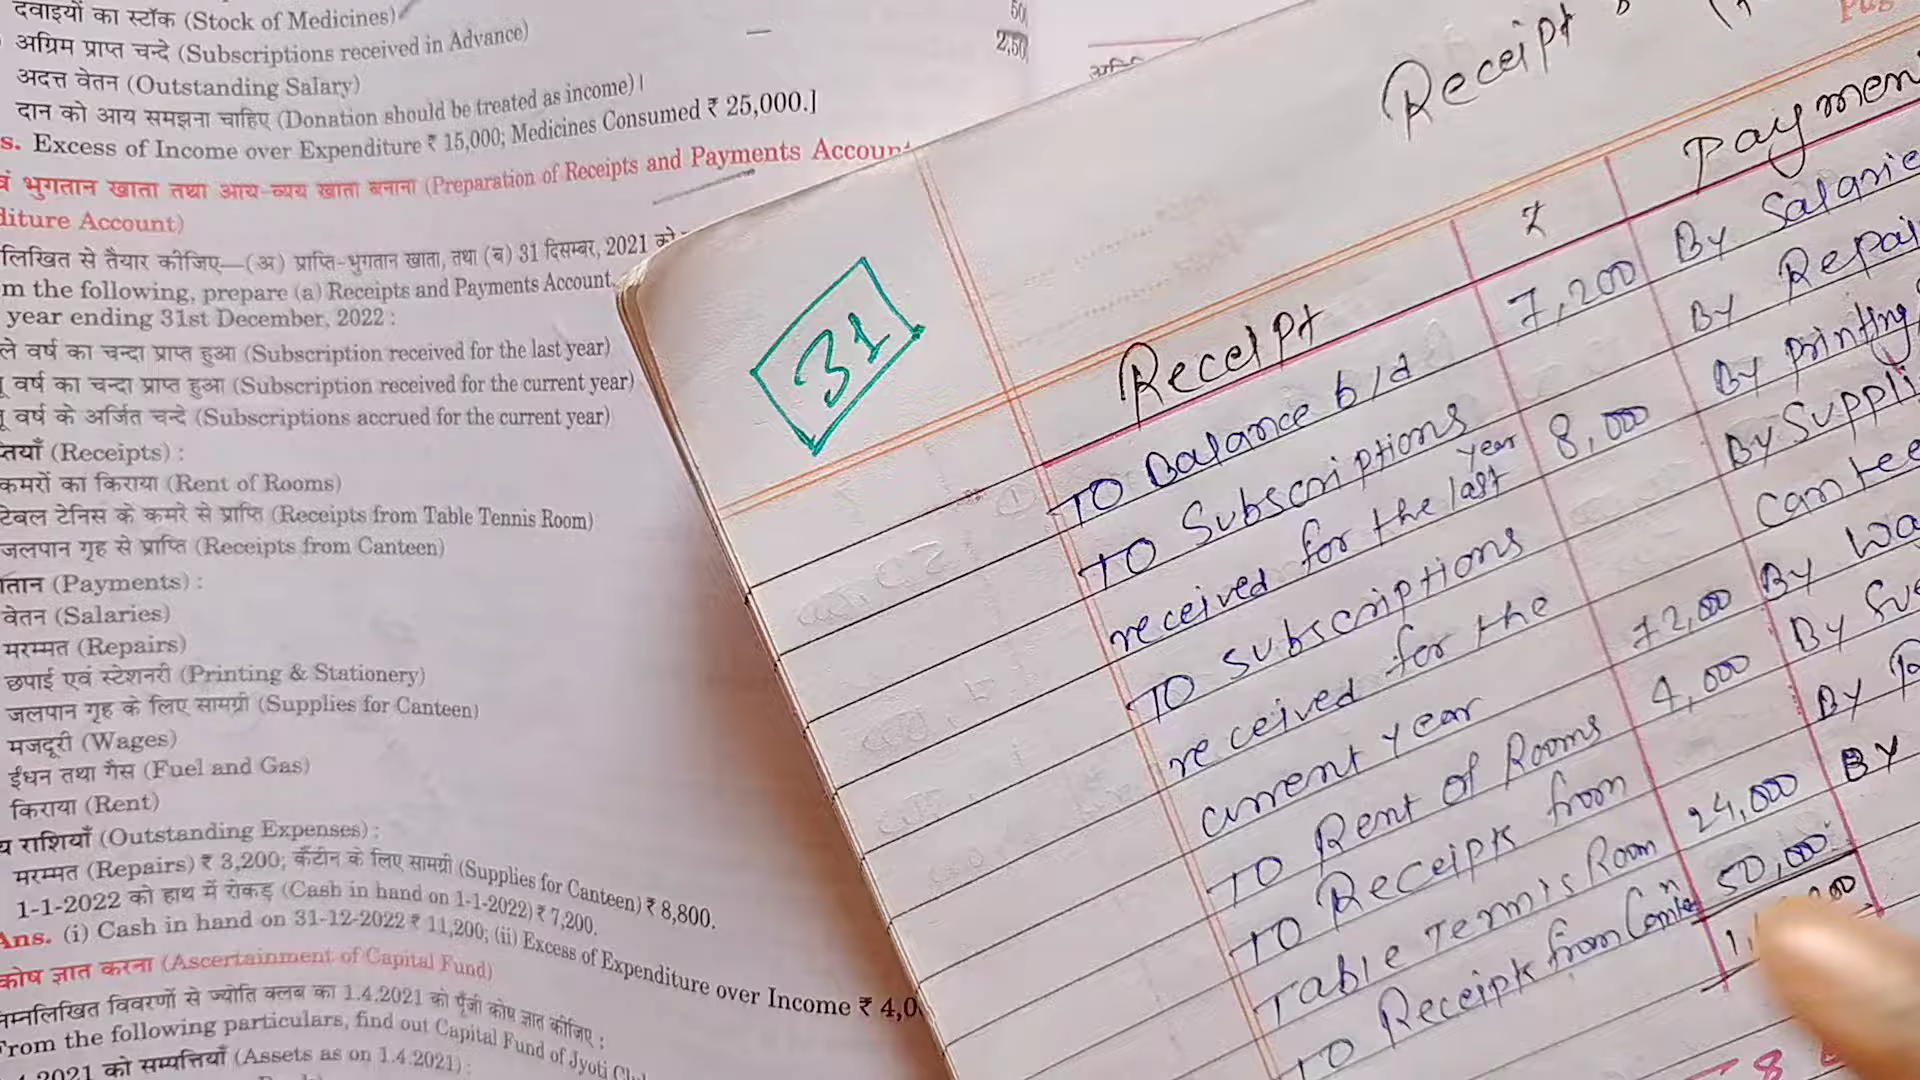 दवाइयों का स्टॉक (Stock of Medicines)
अग्रिम प्राप्त चन्दे (Subscriptions received in Advance)
अदत्त वेतन (Outstanding Salary)
दान को आय समझना चाहिए (Donation should be treated as income)।
s. Excess of Income over Expenditure ₹ 15,000; Medicines Consumed ₹ 25,000.]
वं भुगतान खाता तथा आय-व्यय खाता बनाना (Preparation of Receipts and Payments Accoun
diture Account)
लिखित से तैयार कीजिए—(अ) प्राप्ति-भुगतान खाता, तथा (ब) 31 दिसम्बर, 2021 को
m the following, prepare (a) Receipts and Payments Account,
year ending 31st December, 2022 :
ले वर्ष का चन्दा प्राप्त हुआ (Subscription received for the last year)
वर्ष का चन्दा प्राप्त हुआ (Subscription received for the current year)
वर्ष के अर्जित चन्दे (Subscriptions accrued for the current year)
तयाँ (Receipts) :
कमरों का किराया (Rent of Rooms)
टेबल टेनिस के कमरे से प्राप्ति (Receipts from Table Tennis Room)
जलपान गृह से प्राप्ति (Receipts from Canteen)
तान (Payments) :
वेतन (Salaries)
मरम्मत (Repairs)
छपाई एवं स्टेशनरी (Printing & Stationery)
जलपान गृह के लिए सामग्री (Supplies for Canteen)
मजदूरी (Wages)
ईंधन तथा गैस (Fuel and Gas)
किराया (Rent)
य राशियाँ (Outstanding Expenses) :
मरम्मत (Repairs) ₹ 3,200; कैंटीन के लिए सामग्री (Supplies for Canteen) ₹ 8,800.
1-1-2022 को हाथ में रोकड़ (Cash in hand on 1-1-2022) ₹ 7,200.
Ans. (i) Cash in hand on 31-12-2022 ₹ 11,200; (ii) Excess of Expenditure over Income ₹ 4,0
कोष ज्ञात करना (Ascertainment of Capital Fund)
नम्नलिखित विवरणों से ज्योति क्लब का 1.4.2021 को पूँजी कोष ज्ञात कीजिए :
From the following particulars, find out Capital Fund of Jyoti Clu
.2021 को सम्पत्तियाँ (Assets as on 1.4.2021) :
Receipt
31
Receipt ₹ Paymen
To Balance b/d 7,200 By Salarie
To Subscriptions By Repai
received for the last year 8,000 By Printing
To Subscriptions By Suppli
received for the Cantee
current year 72,000 By Wa
To Rent of Rooms 4,000 By
To Receipts from By
Table Tennis Room 24,000 By
To Receipts from 50,000